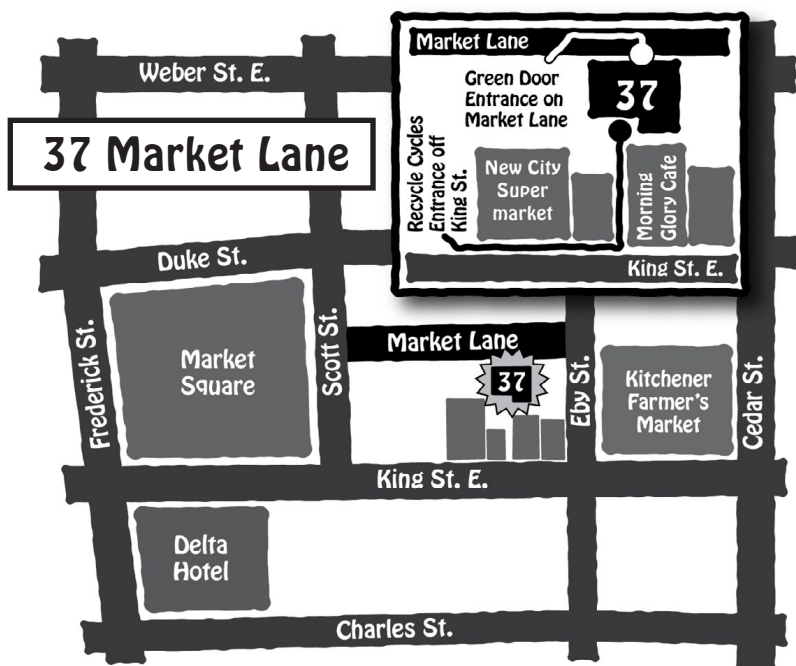 Weber St. E.
37 Market Lane
Market Lane
Green Door
Entrance on
Market Lane
37
Recycle Cycles
Entrance off
King St.
New City
Super
market
Morning
Glory Cafe
King St. E.
Duke St.
Frederick St.
Market
Square
Scott St.
Market Lane
37
Eby St.
Kitchener
Farmer's
Market
Cedar St.
King St. E.
Delta
Hotel
Charles St.